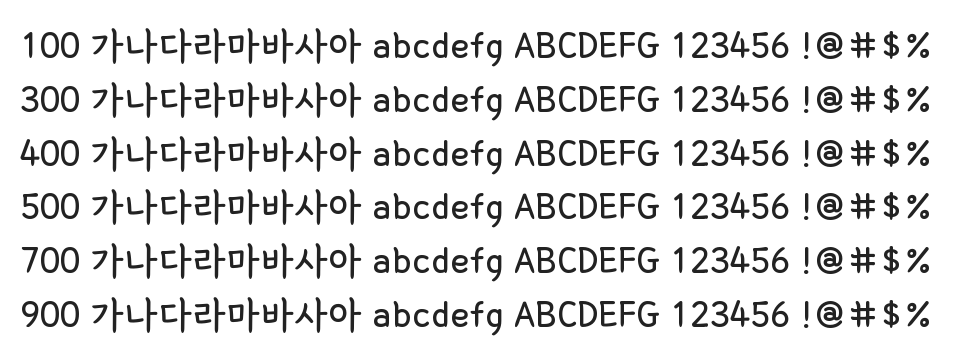 100 가나다라마바사아 abcdefg ABCDEFG 123456 !@#$%
300 가나다라마바사아 abcdefg ABCDEFG 123456 !@#$%
400 가나다라마바사아 abcdefg ABCDEFG 123456 !@#$%
500 가나다라마바사아 abcdefg ABCDEFG 123456 !@#$%
700 가나다라마바사아 abcdefg ABCDEFG 123456 !@#$%
900 가나다라마바사아 abcdefg ABCDEFG 123456 !@#$%